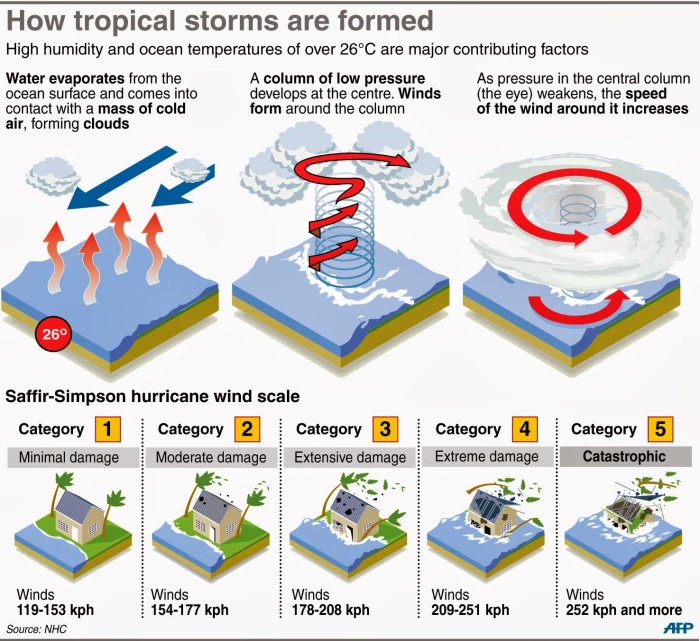 How tropical storms are formed
High humidity and ocean temperatures of over 26°C are major contributing factors
Water evaporates from the
ocean surface and comes into
contact with a mass of cold
air, forming clouds
A column of low pressure
develops at the centre. Winds
form around the column
As pressure in the central column
(the eye) weakens, the speed
of the wind around it increases
26°
Saffir-Simpson hurricane wind scale
Category 1
Minimal damage
Winds
119-153 kph
Category 2
Moderate damage
Winds
154-177 kph
Category 3
Extensive damage
Winds
178-208 kph
Category 4
Extreme damage
Winds
209-251 kph
Category 5
Catastrophic
Winds
252 kph and more
Source: NHC
AFP